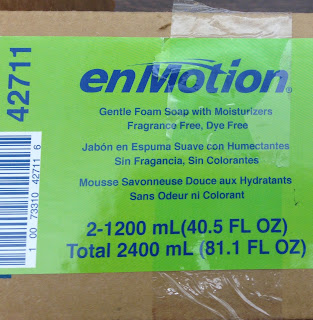 42711
enMotion®
Gentle Foam Soap with Moisturizers
Fragrance Free, Dye Free
Jabón en Espuma Suave con Humectantes
Sin Fragancia, Sin Colorantes
Mousse Savonneuse Douce aux Hydratants
Sans Odeur ni Colorant
2-1200 mL(40.5 FL OZ)
Total 2400 mL (81.1 FL OZ)
1 00 73310 42711 6